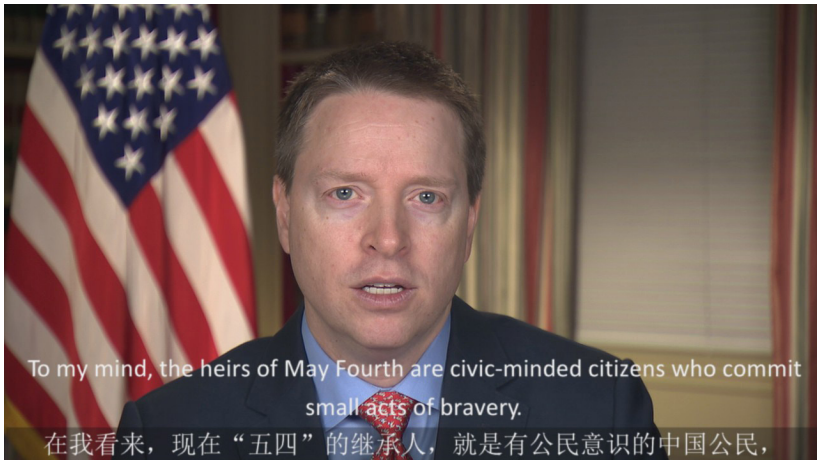 To my mind, the heirs of May Fourth are civic-minded citizens who commit
small acts of bravery.
在我看来，现在“五四”的继承人，就是有公民意识的中国公民，